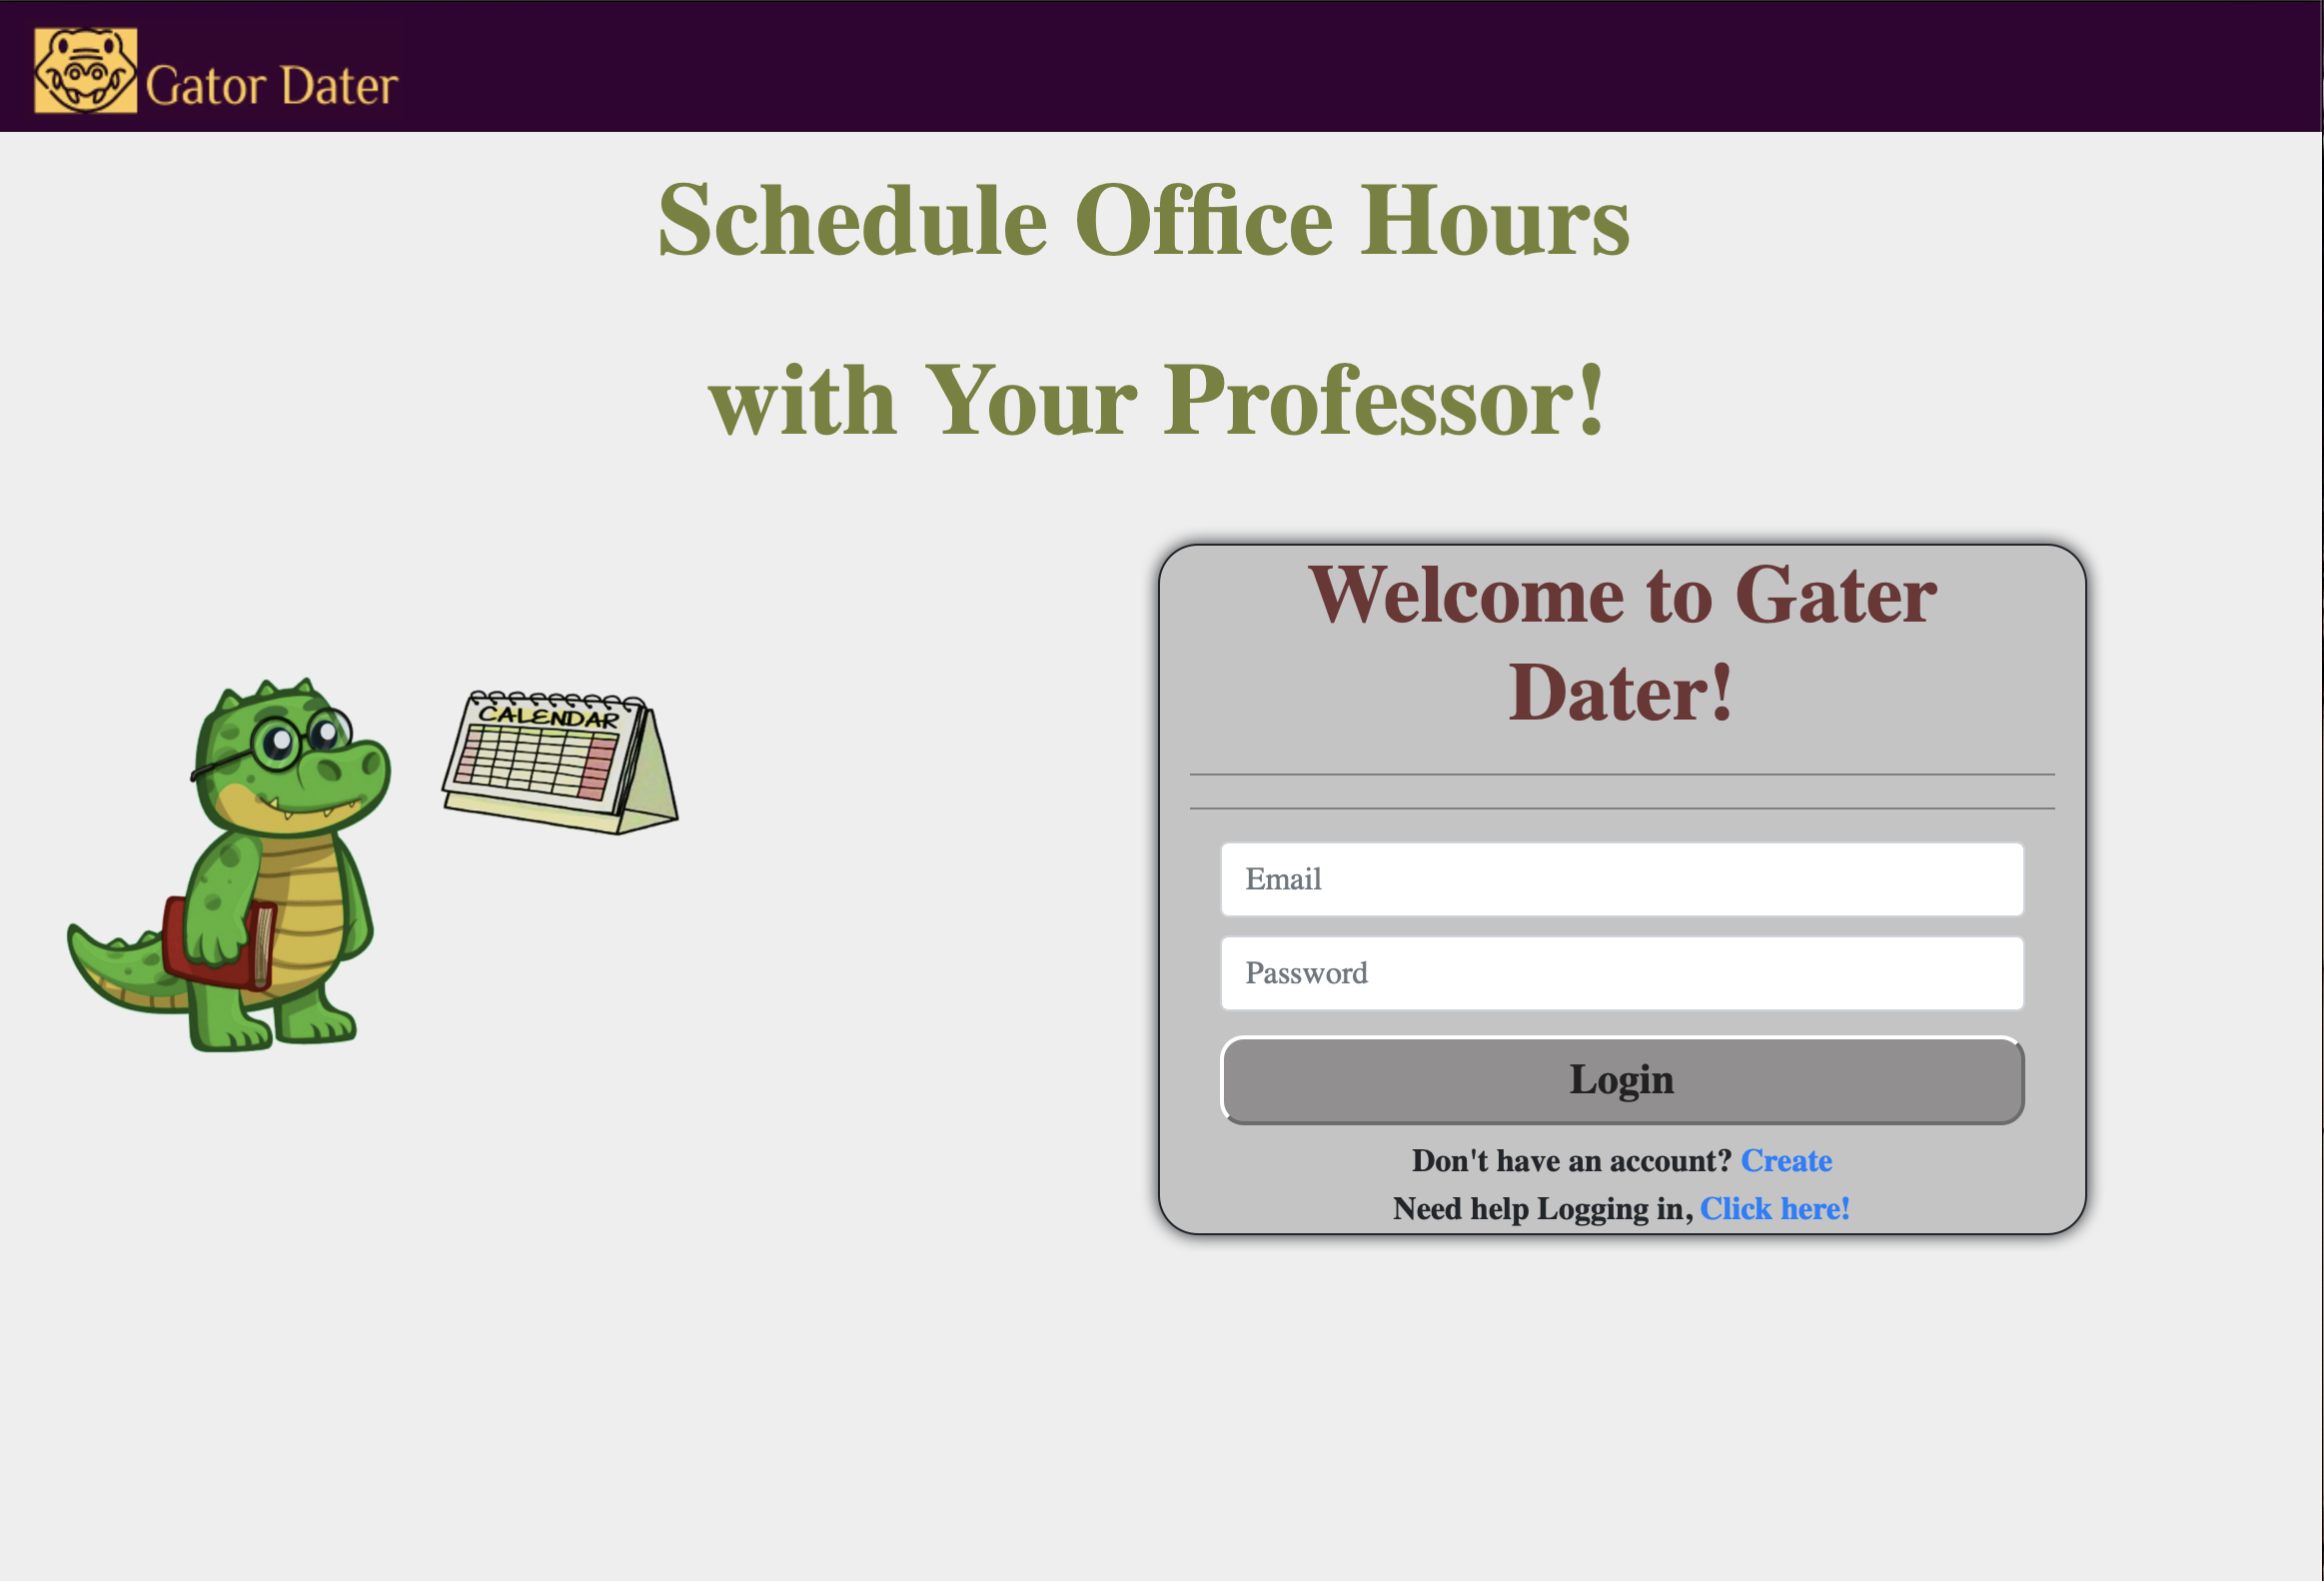 Gator Dater
Schedule Office Hours
with Your Professor!
CALENDAR
Welcome to Gater
Dater!
Email
Password
Login
Don't have an account? Create
Need help Logging in, Click here!